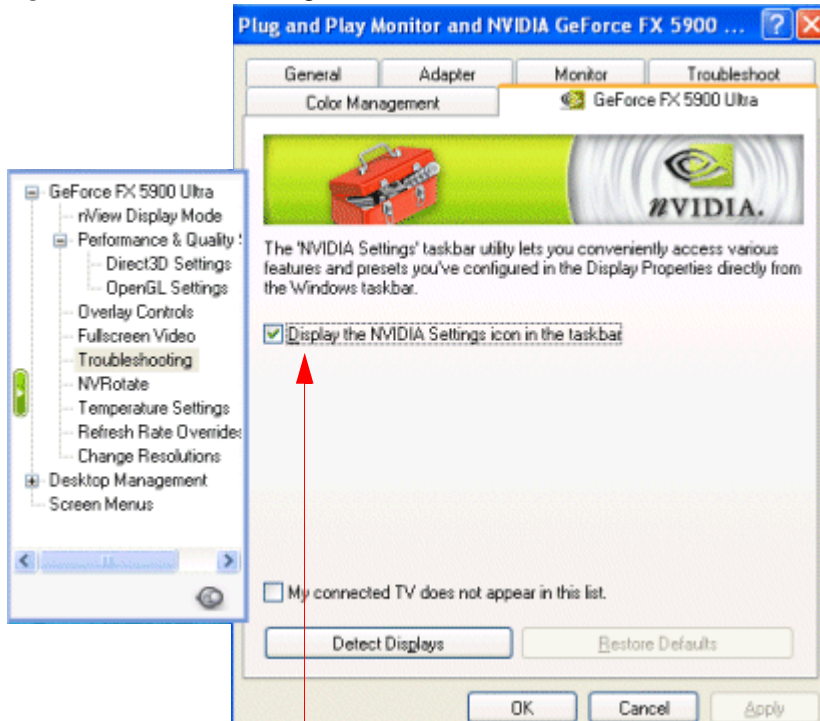 Plug and Play Monitor and NVIDIA GeForce FX 5900 ...
General Adapter Monitor Troubleshoot
Color Management GeForce FX 5900 Ultra
NVIDIA.
The 'NVIDIA Settings' taskbar utility lets you conveniently access various
features and presets you've configured in the Display Properties directly from
the Windows taskbar.
Display the NVIDIA Settings icon in the taskbar
My connected TV does not appear in this list.
Detect Displays Restore Defaults
OK Cancel Apply
GeForce FX 5900 Ultra
nView Display Mode
Performance & Quality
Direct3D Settings
OpenGL Settings
Overlay Controls
Fullscreen Video
Troubleshooting
NVRotate
Temperature Settings
Refresh Rate Overrides
Change Resolutions
Desktop Management
Screen Menus